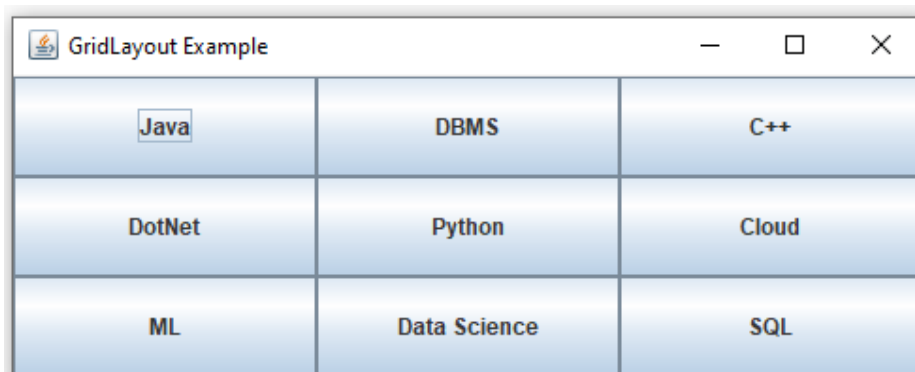 GridLayout Example
Java DBMS C++
DotNet Python Cloud
ML Data Science SQL